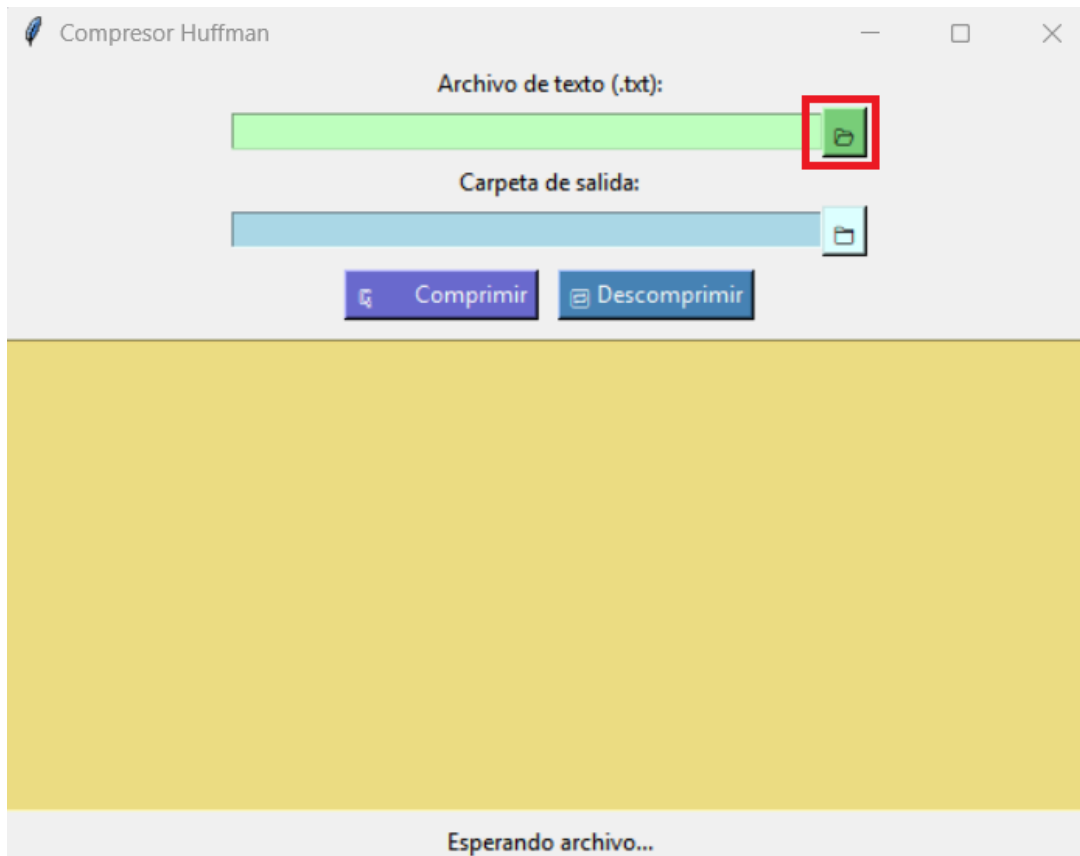 Compresor Huffman
Archivo de texto (.txt):
Carpeta de salida:
Comprimir Descomprimir
Esperando archivo...